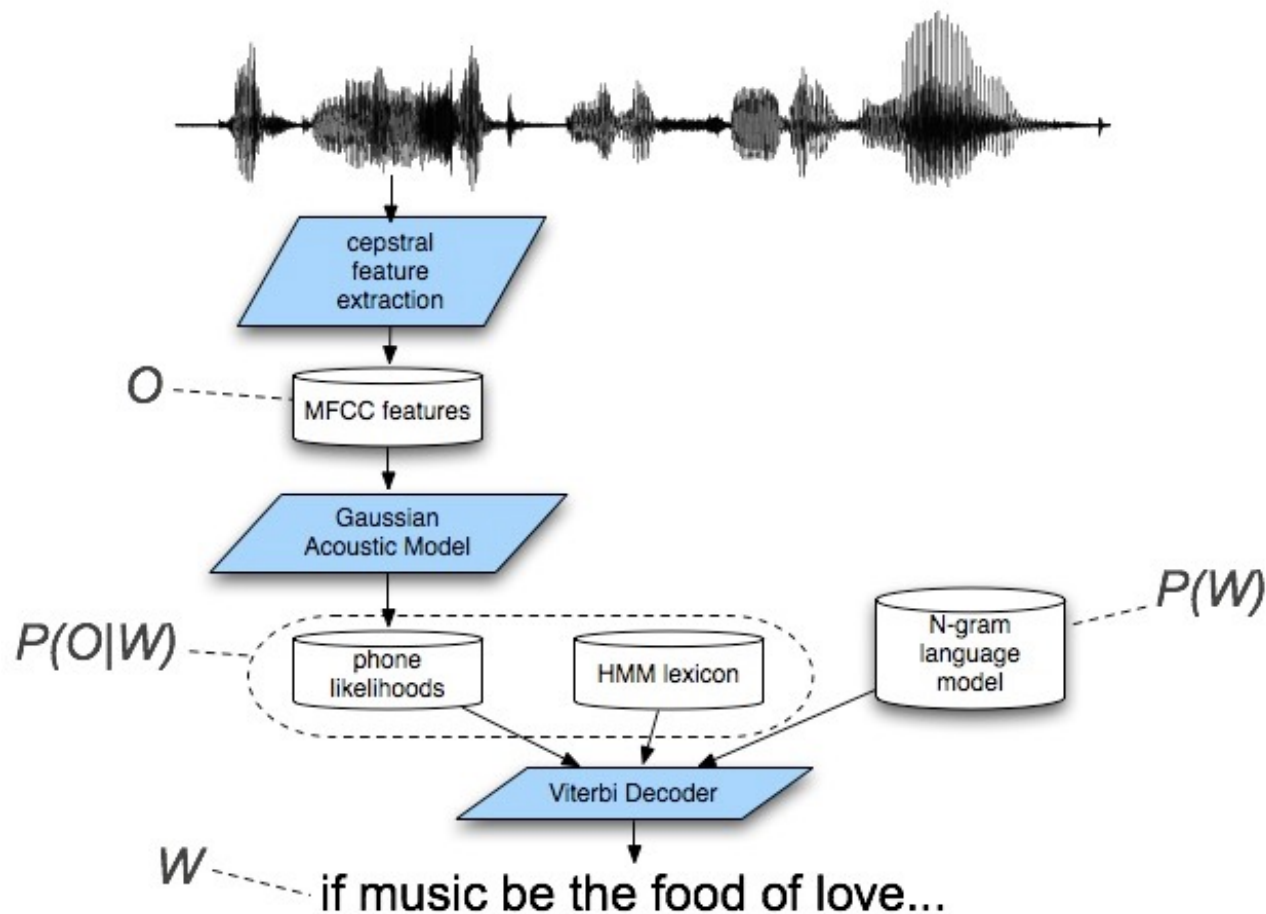 cepstral
feature
extraction
O
MFCC features
Gaussian
Acoustic Model
P(O|W)
phone
likelihoods
HMM lexicon
N-gram
language
model
P(W)
Viterbi Decoder
W
if music be the food of love...